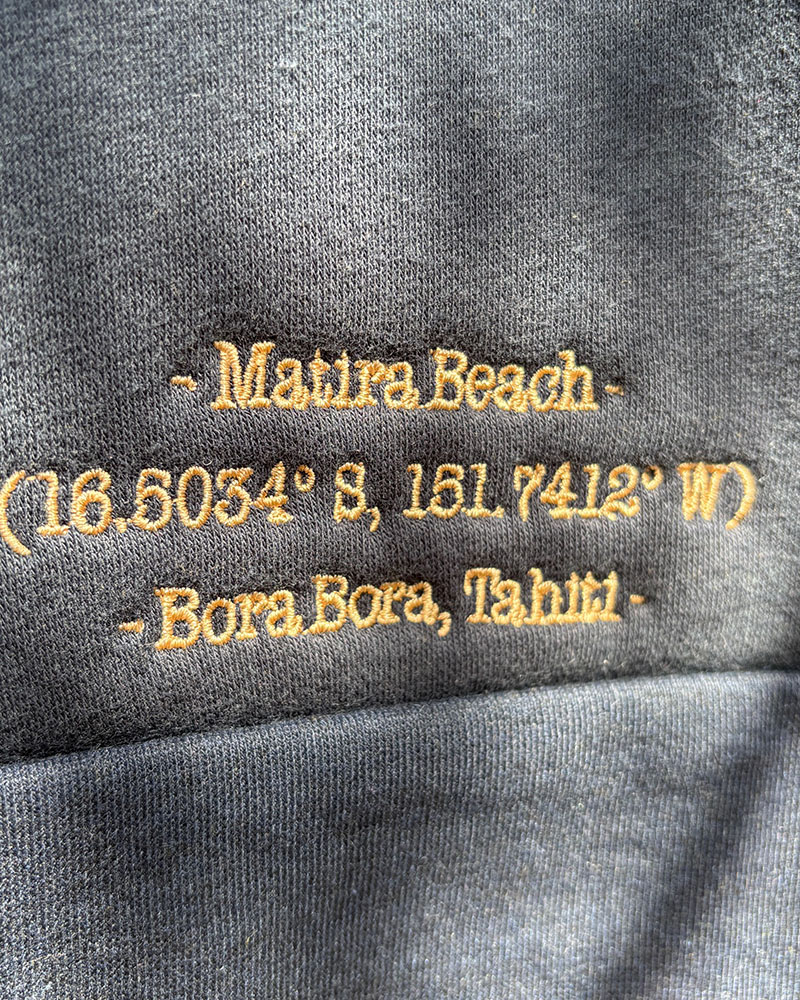 - Matira Beach -
(16.5034° S, 151.7412° W)
- Bora Bora, Tahiti -